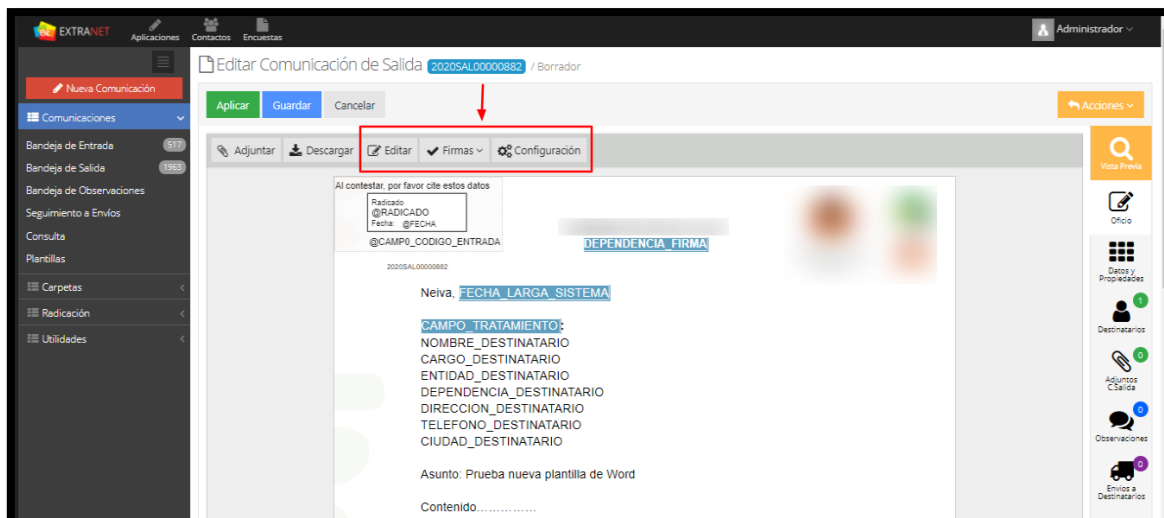 EXTRANET
Aplicaciones Contactos Encuestas
Administrador
Nueva Comunicación
Comunicaciones
Bandeja de Entrada 517
Bandeja de Salida 1963
Bandeja de Observaciones
Seguimiento a Envíos
Consulta
Plantillas
Carpetas
Radicación
Utilidades
Editar Comunicación de Salida 2020SAL00000882 / Borrador
Aplicar Guardar Cancelar
Acciones
Adjuntar Descargar Editar Firmas Configuración
Al contestar, por favor cite estos datos
Radicado
@RADICADO
Fecha: @FECHA
@CAMP0_CODIGO_ENTRADA
DEPENDENCIA_FIRMA
2020SAL00000882
Neiva, FECHA_LARGA_SISTEMA
CAMPO_TRATAMIENTO :
NOMBRE_DESTINATARIO
CARGO_DESTINATARIO
ENTIDAD_DESTINATARIO
DEPENDENCIA_DESTINATARIO
DIRECCION_DESTINATARIO
TELEFONO_DESTINATARIO
CIUDAD_DESTINATARIO
Asunto: Prueba nueva plantilla de Word
Contenido……………
Vista Previa
Oficio
Datos y
Propiedades
1
Destinatarios
0
Adjuntos
C.Salida
0
Observaciones
0
Envios a
Destinatarios